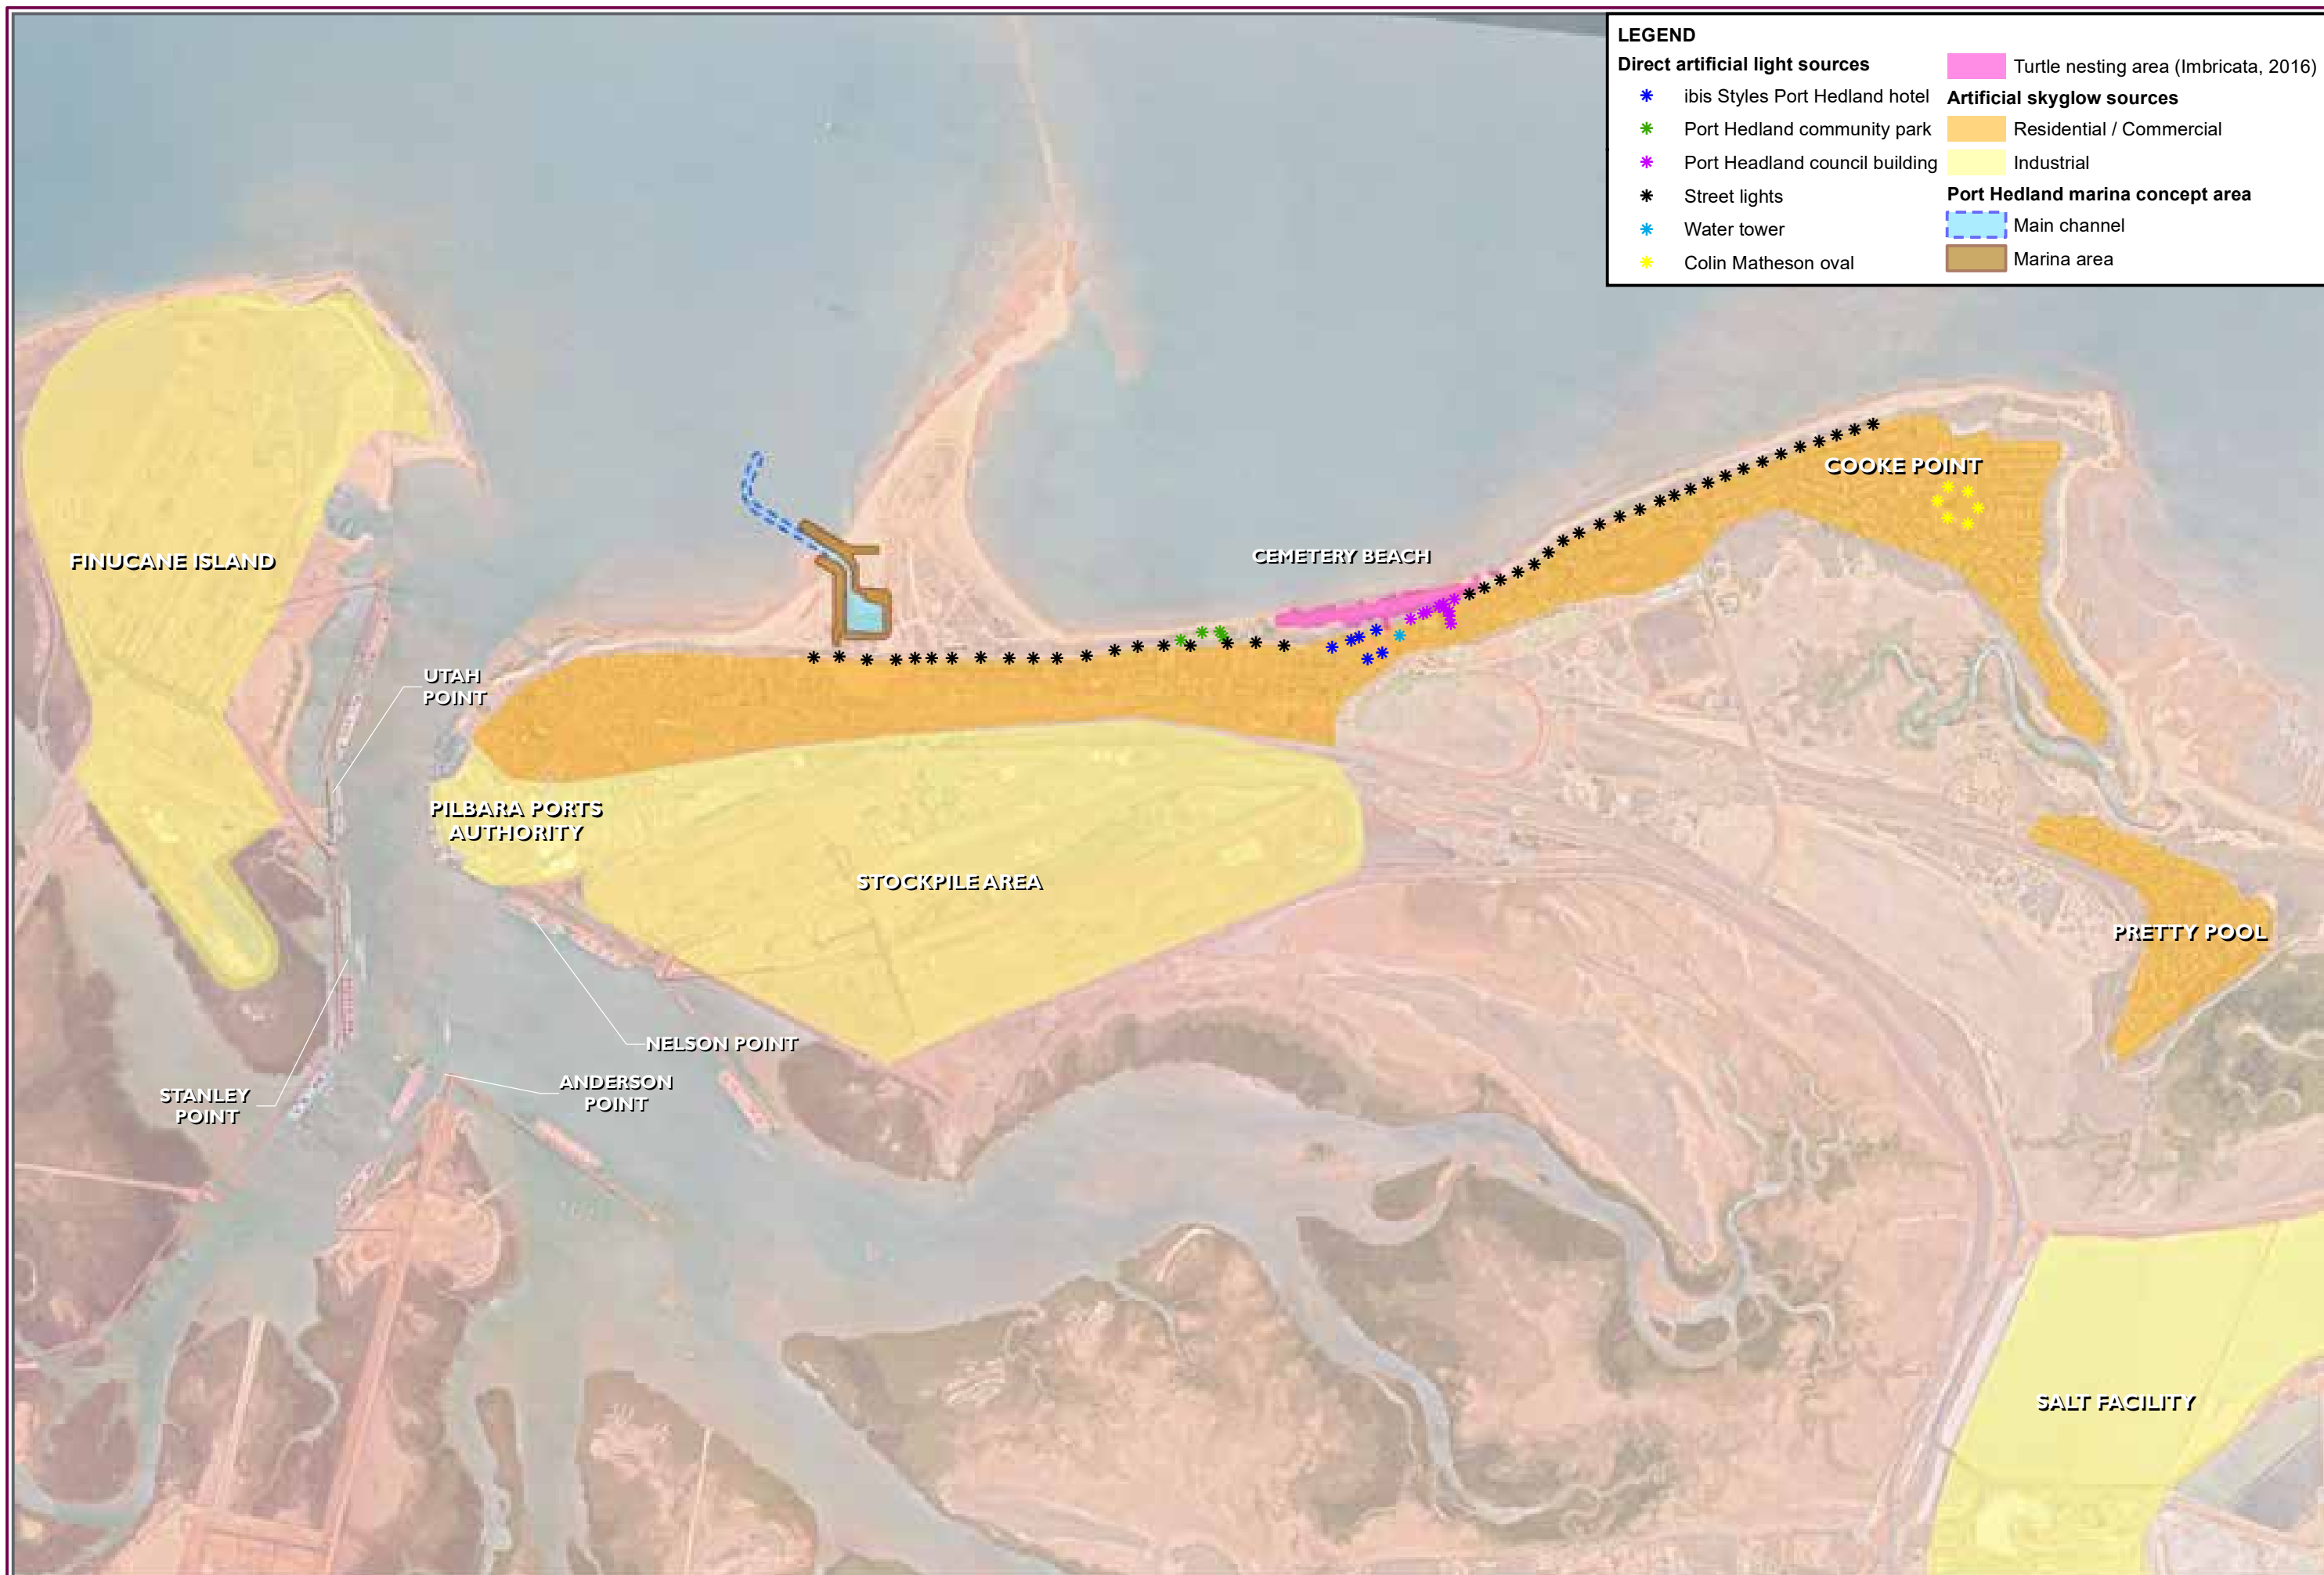 LEGEND
Direct artificial light sources
ibis Styles Port Hedland hotel
Port Hedland community park
Port Headland council building
Street lights
Water tower
Colin Matheson oval
Turtle nesting area (Imbricata, 2016)
Artificial skyglow sources
Residential / Commercial
Industrial
Port Hedland marina concept area
Main channel
Marina area
COOKE POINT
CEMETERY BEACH
FINUCANE ISLAND
UTAH
POINT
PILBARA PORTS
AUTHORITY
STOCKPILE AREA
PRETTY POOL
NELSON POINT
ANDERSON
POINT
STANLEY
POINT
SALT FACILITY